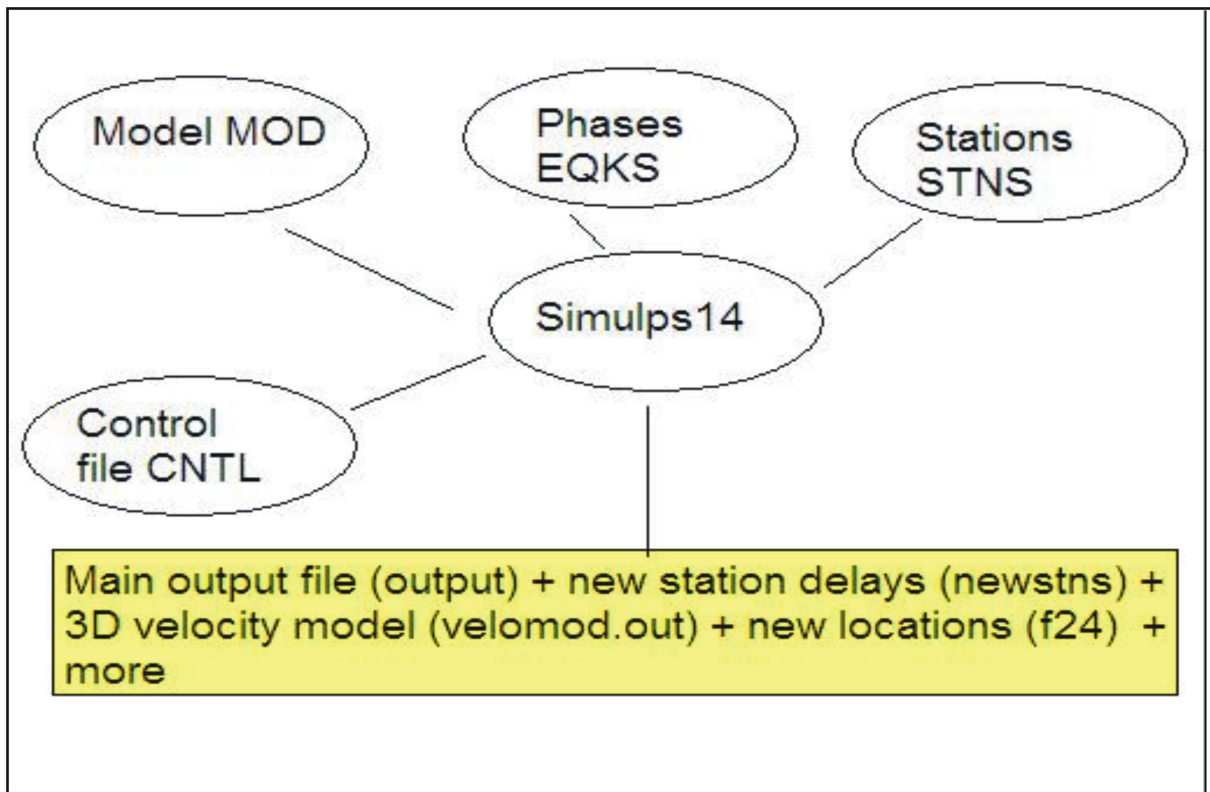 Model MOD
Phases
EQKS
Stations
STNS
Simulps14
Control
file CNTL
Main output file (output) + new station delays (newstns) +
3D velocity model (velomod.out) + new locations (f24) +
more